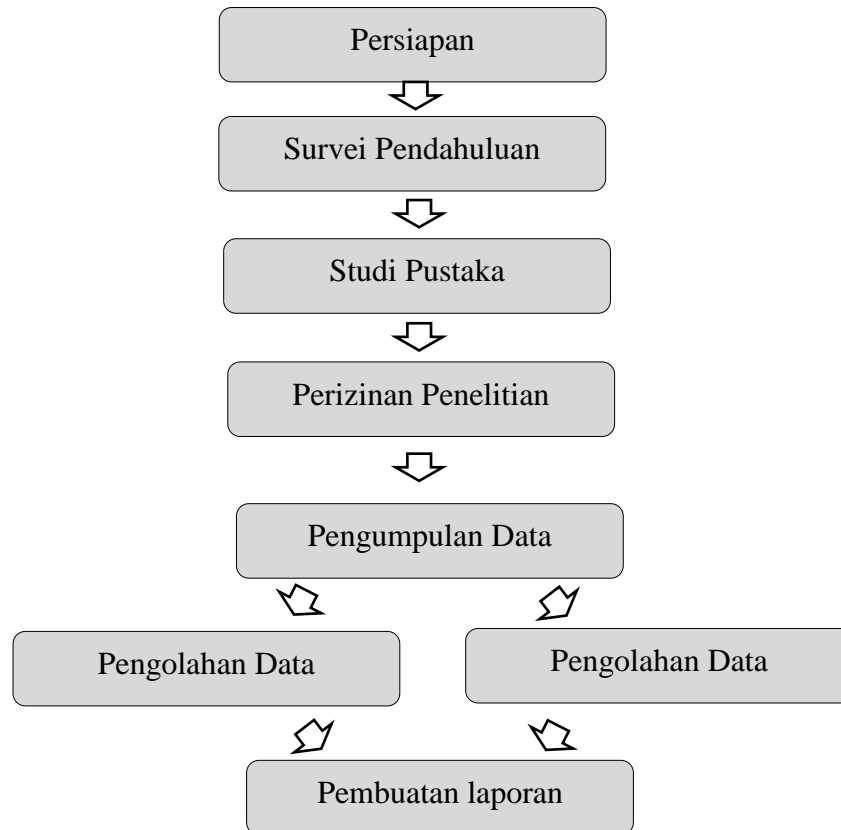 Persiapan
Survei Pendahuluan
Studi Pustaka
Perizinan Penelitian
Pengumpulan Data
Pengolahan Data
Pengolahan Data
Pembuatan laporan